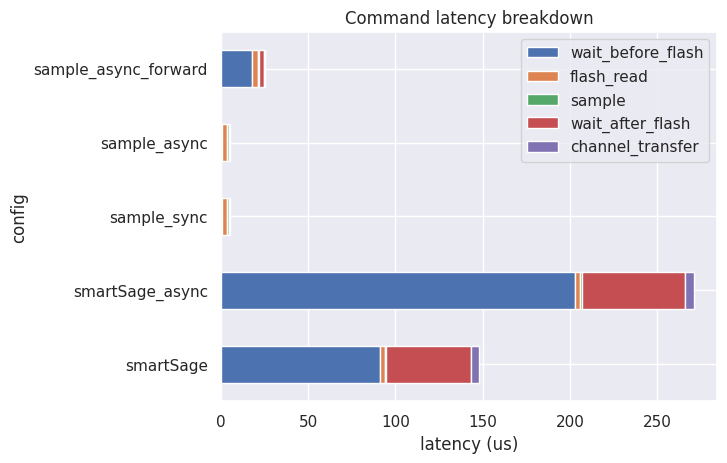 Command latency breakdown
wait_before_flash
flash_read
sample
wait_after_flash
channel_transfer
config
sample_async_forward
sample_async
sample_sync
smartSage_async
smartSage
0 50 100 150 200 250
latency (us)